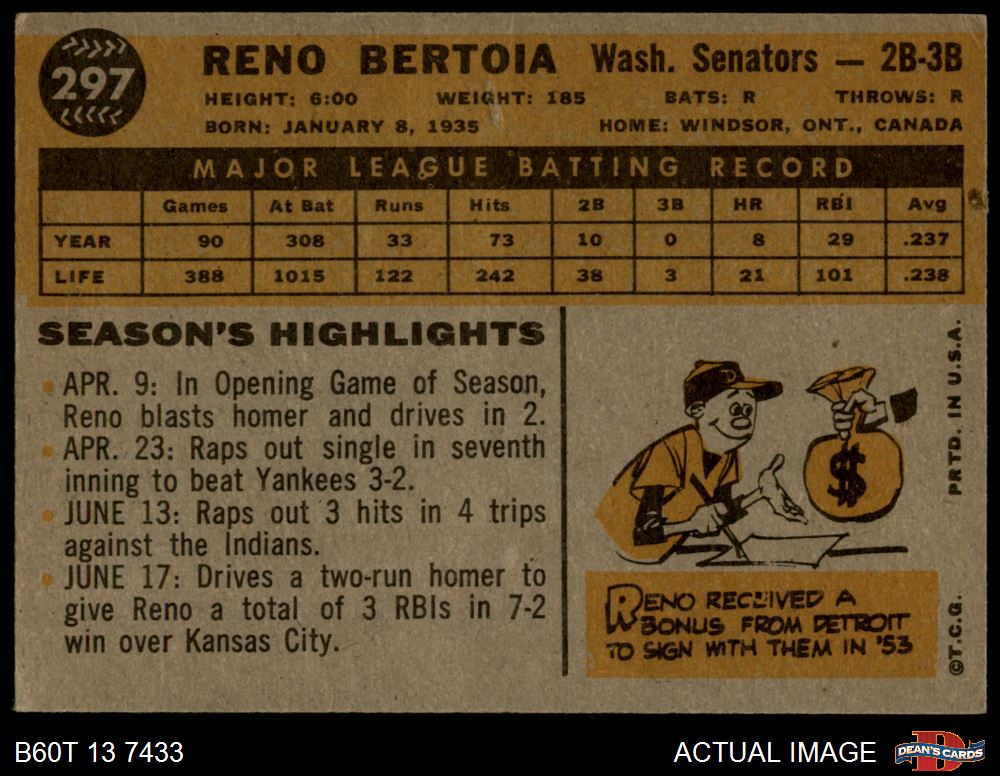 297
RENO BERTOIA Wash. Senators — 2B-3B
HEIGHT: 6:00 WEIGHT: 185 BATS: R THROWS: R
BORN: JANUARY 8, 1935 HOME: WINDSOR, ONT., CANADA
MAJOR LEAGUE BATTING RECORD
Games At Bat Runs Hits 2B 3B HR RBI Avg
YEAR 90 308 33 73 10 0 8 29 .237
LIFE 388 1015 122 242 38 3 21 101 .238
SEASON'S HIGHLIGHTS
• APR. 9: In Opening Game of Season,
Reno blasts homer and drives in 2.
• APR. 23: Raps out single in seventh
inning to beat Yankees 3-2.
• JUNE 13: Raps out 3 hits in 4 trips
against the Indians.
• JUNE 17: Drives a two-run homer to
give Reno a total of 3 RBIs in 7-2
win over Kansas City.
$
RENO RECEIVED A
BONUS FROM DETROIT
TO SIGN WITH THEM IN '53
©T.C.G. PRTD. IN U.S.A.
B60T 13 7433 ACTUAL IMAGE
DEAN'S CARDS